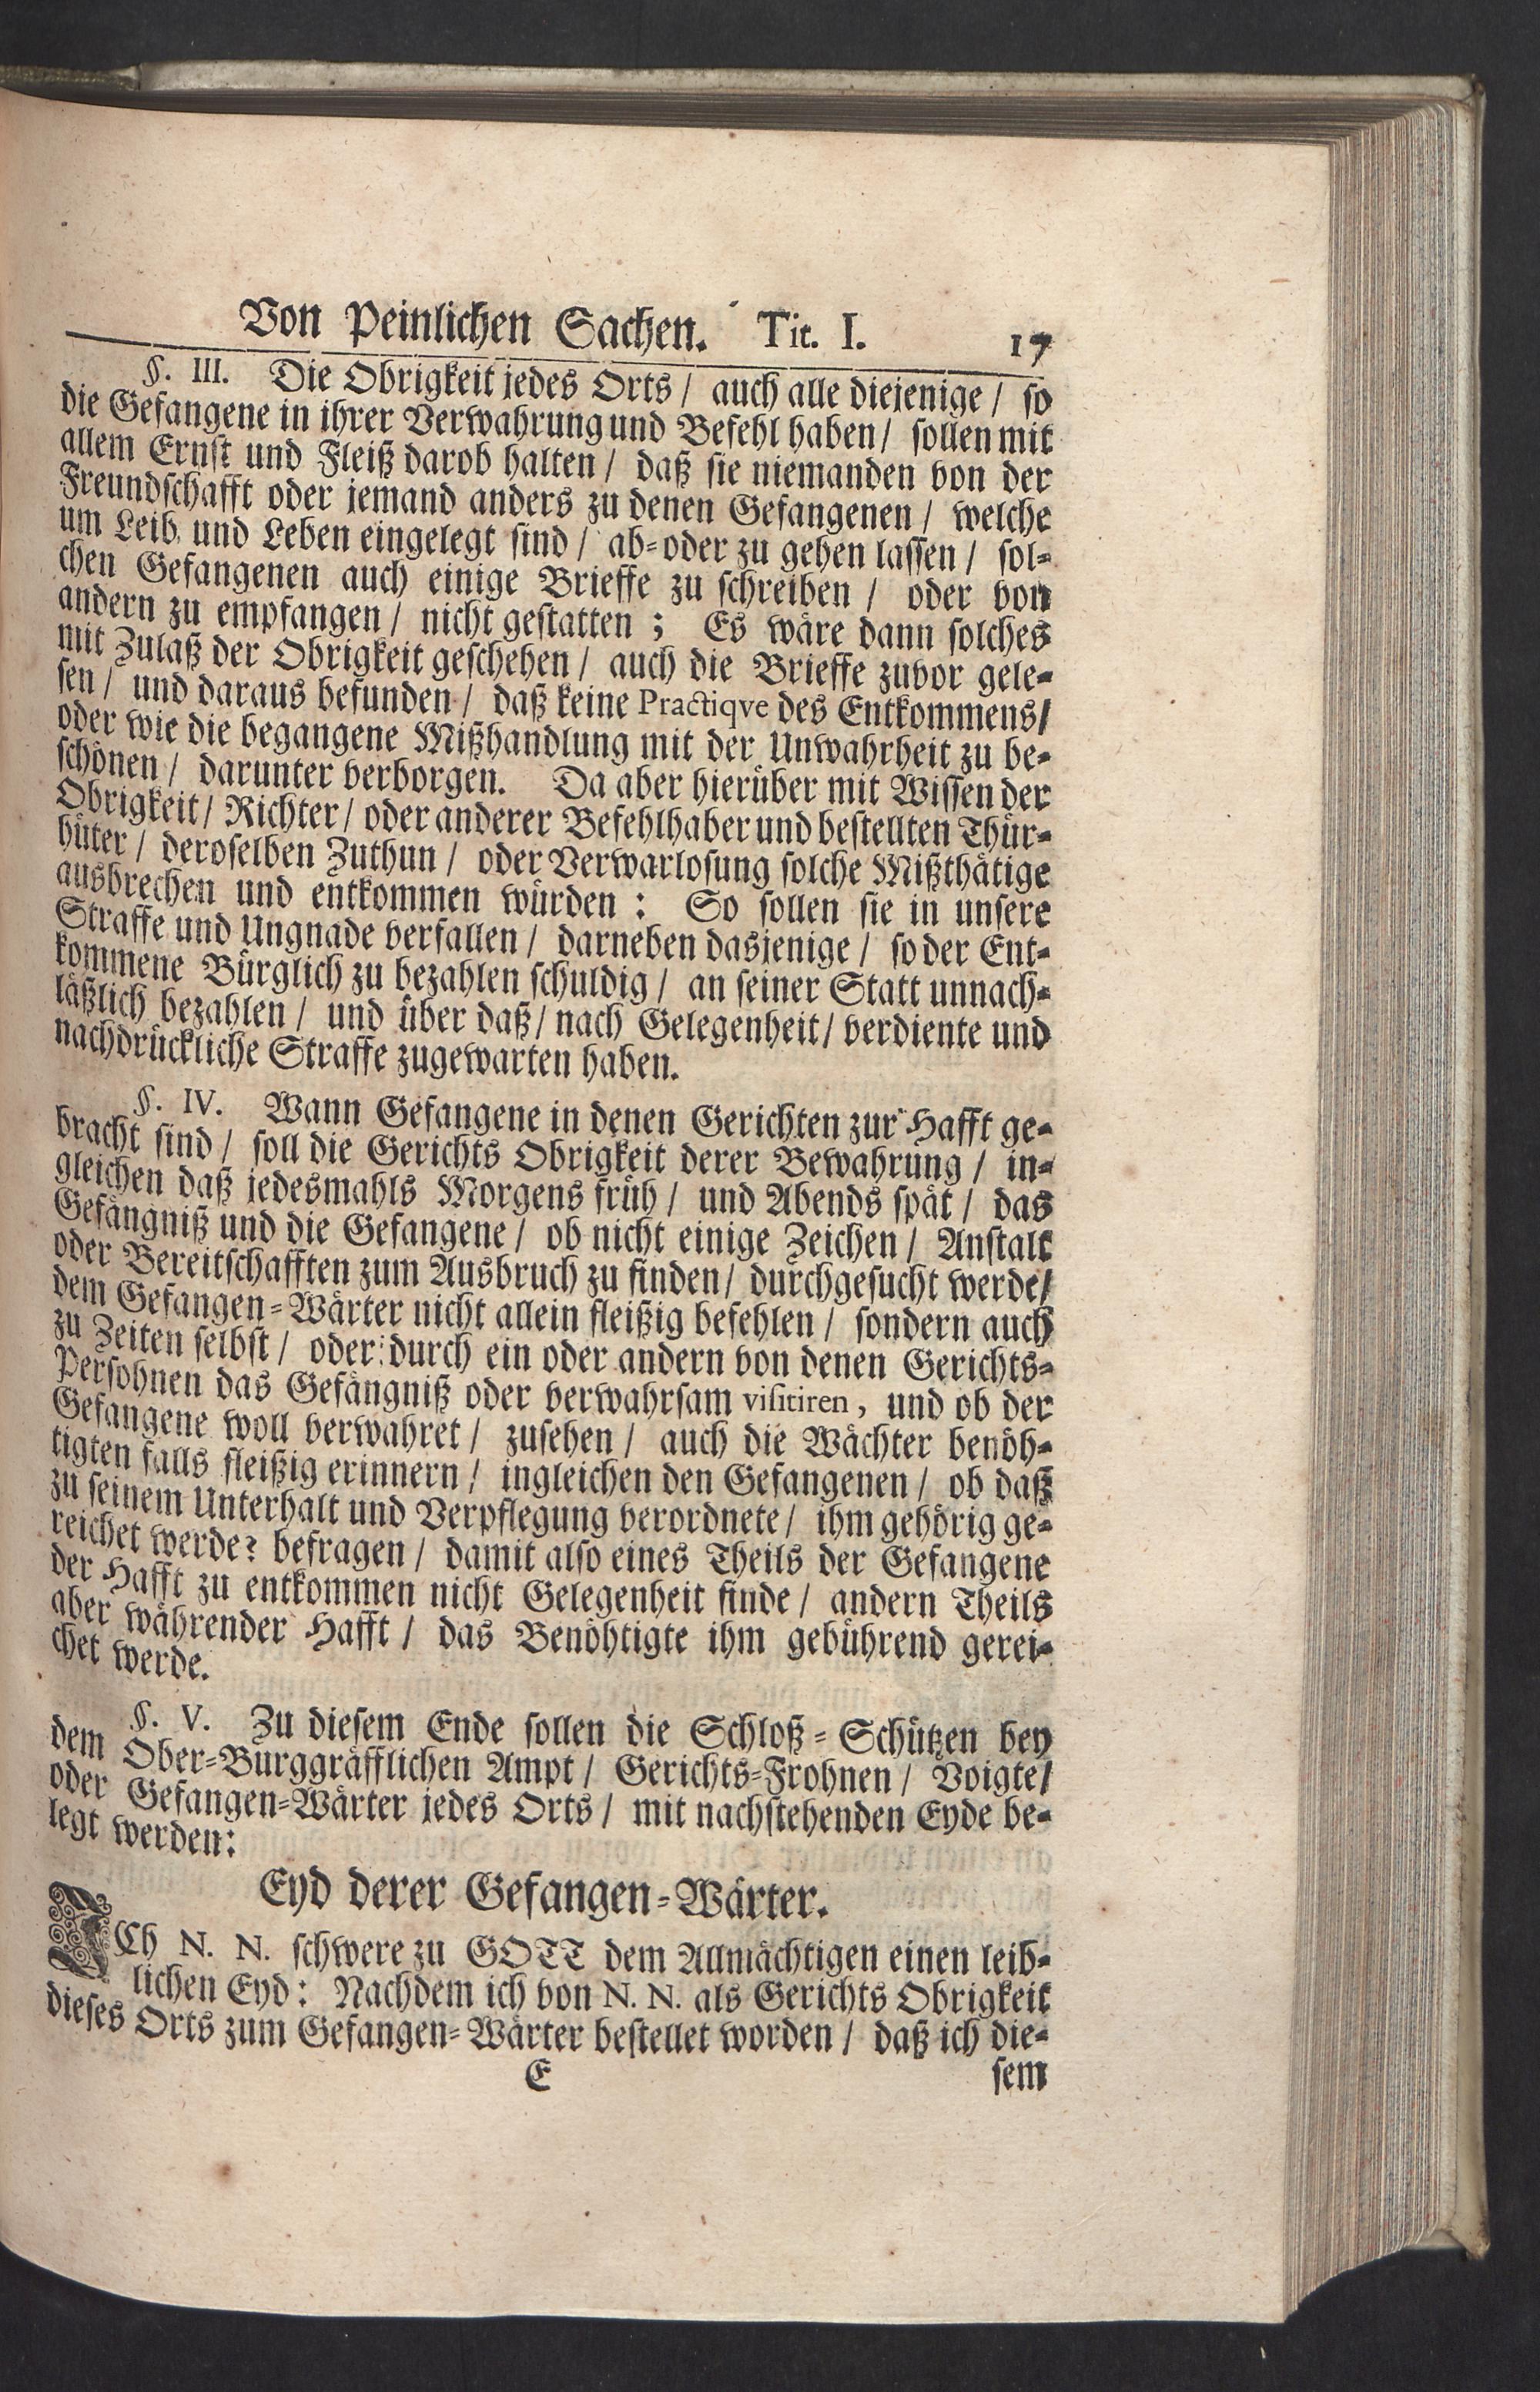 Von Peinlichen Sachen. Tit. I. 17
§. III. Die Obrigkeit jedes Orts / auch alle diejenige / so
die Gefangene in ihrer Verwahrung und Befehl haben / sollen mit
allem Ernst und Fleiß darob halten / daß sie niemanden von der
Freundschafft oder jemand anders zu denen Gefangenen / welche
um Leib und Leben eingelegt sind / ab- oder zu gehen lassen / sol-
chen Gefangenen auch einige Brieffe zu schreiben / oder von
andern zu empfangen / nicht gestatten ; Es wäre dann solches
mit Zulaß der Obrigkeit geschehen / auch die Brieffe zuvor gele-
sen / und daraus befunden / daß keine Practiqve des Entkommens /
oder wie die begangene Mißhandlung mit der Unwahrheit zu be-
schönen / darunter verborgen. Da aber hierüber mit Wissen der
Obrigkeit / Richter / oder anderer Befehlhaber und bestellten Thür-
hüter / deroselben Zuthun / oder Verwarlosung solche Mißthätige
ausbrechen und entkommen würden : So sollen sie in unsere
Straffe und Ungnade verfallen / darneben dasjenige / so der Ent-
kommene Bürglich zu bezahlen schuldig / an seiner Statt unnach-
läßlich bezahlen / und über daß / nach Gelegenheit / verdiente und
nachdrückliche Straffe zugewarten haben.
§. IV. Wann Gefangene in denen Gerichten zur Hafft ge-
bracht sind / soll die Gerichts Obrigkeit derer Bewahrung / in-
gleichen daß jedesmahls Morgens früh / und Abends spät / das
Gefängniß und die Gefangene / ob nicht einige Zeichen / Anstalt
oder Bereitschafften zum Ausbruch zu finden / durchgesucht werde /
dem Gefangen-Wärter nicht allein fleißig befehlen / sondern auch
zu Zeiten selbst / oder durch ein oder andern von denen Gerichts-
Persohnen das Gefängniß oder verwahrsam visitiren, und ob der
Gefangene woll verwahret / zusehen / auch die Wächter benöh-
tigten falls fleißig erinnern / ingleichen den Gefangenen / ob daß
zu seinem Unterhalt und Verpflegung verordnete / ihm gehörig ge-
reichet werde? befragen / damit also eines Theils der Gefangene
der Hafft zu entkommen nicht Gelegenheit finde / andern Theils
aber währender Hafft / das Benöhtigte ihm gebührend gerei-
chet werde.
§. V. Zu diesem Ende sollen die Schloß-Schützen bey
dem Ober-Burggräfflichen Ampt / Gerichts-Frohnen / Voigte /
oder Gefangen-Wärter jedes Orts / mit nachstehenden Eyde be-
legt werden:
Eyd derer Gefangen-Wärter.
ICh N. N. schwere zu GOTT dem Allmächtigen einen leib-
lichen Eyd : Nachdem ich von N. N. als Gerichts Obrigkeit
dieses Orts zum Gefangen-Wärter bestellet worden / daß ich die-
E sem